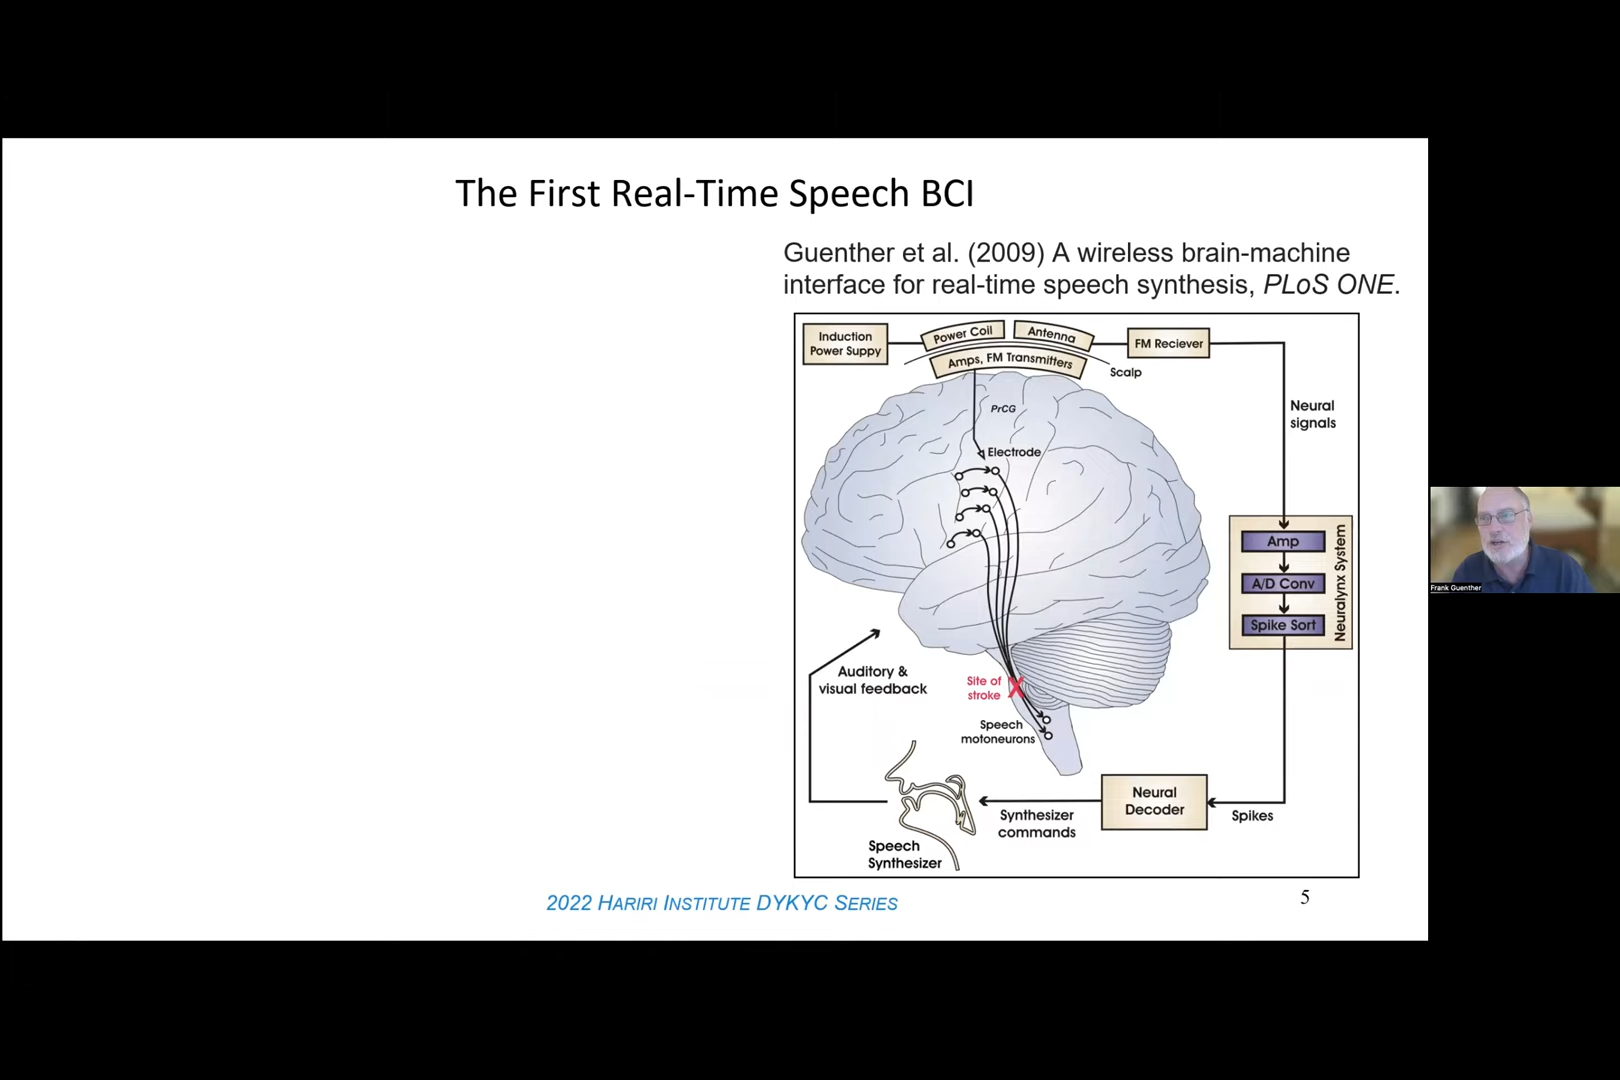 The First Real-Time Speech BCI
Guenther et al. (2009) A wireless brain-machine
interface for real-time speech synthesis, PLoS ONE.
Induction
Power Suppy
Power Coil
Antenna
FM Reciever
Amps, FM Transmitters
Scalp
PrCG
Neural
signals
Electrode
Amp
A/D Conv
Spike Sort
Neuralynx System
Frank Guenther
Auditory &
visual feedback
Site of
stroke
Speech
motoneurons
Neural
Decoder
Synthesizer
commands
Spikes
Speech
Synthesizer
2022 HARIRI INSTITUTE DYKYC SERIES
5